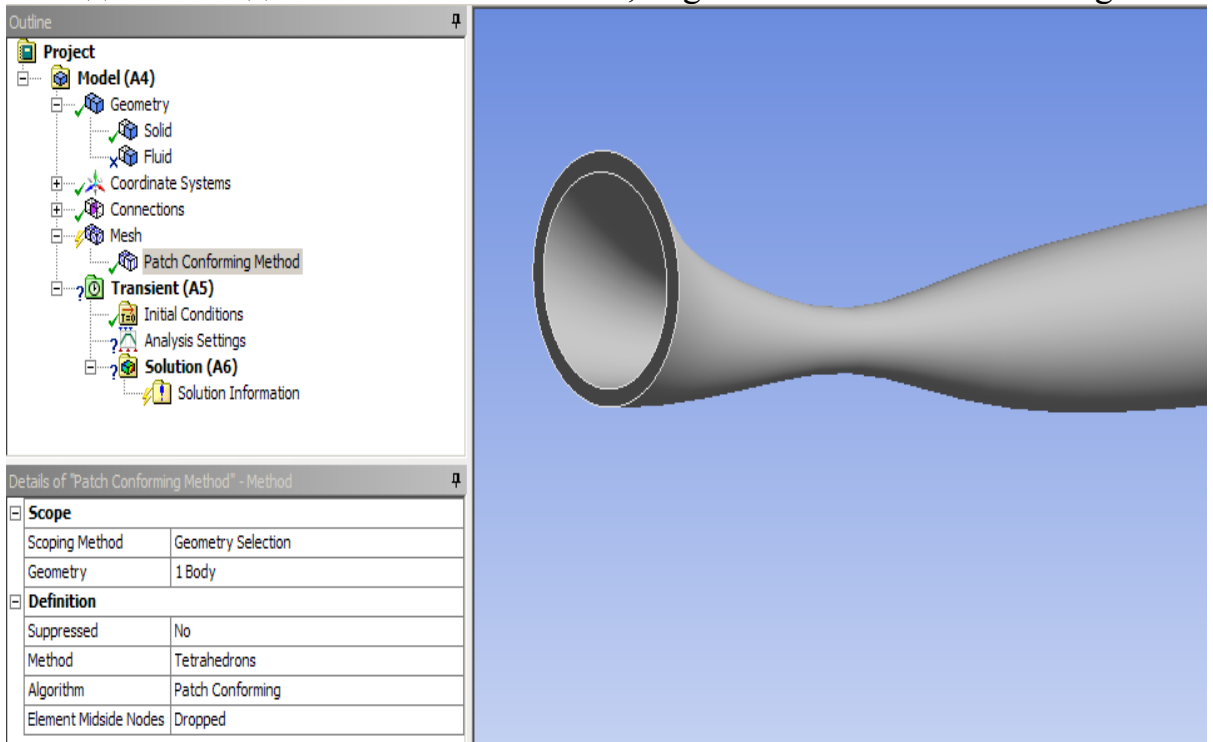 Outline
Project
Model (A4)
Geometry
Solid
Fluid
Coordinate Systems
Connections
Mesh
Patch Conforming Method
Transient (A5)
T=0 Initial Conditions
Analysis Settings
Solution (A6)
Solution Information
Details of "Patch Conforming Method" - Method
Scope
Scoping Method Geometry Selection
Geometry 1 Body
Definition
Suppressed No
Method Tetrahedrons
Algorithm Patch Conforming
Element Midside Nodes Dropped